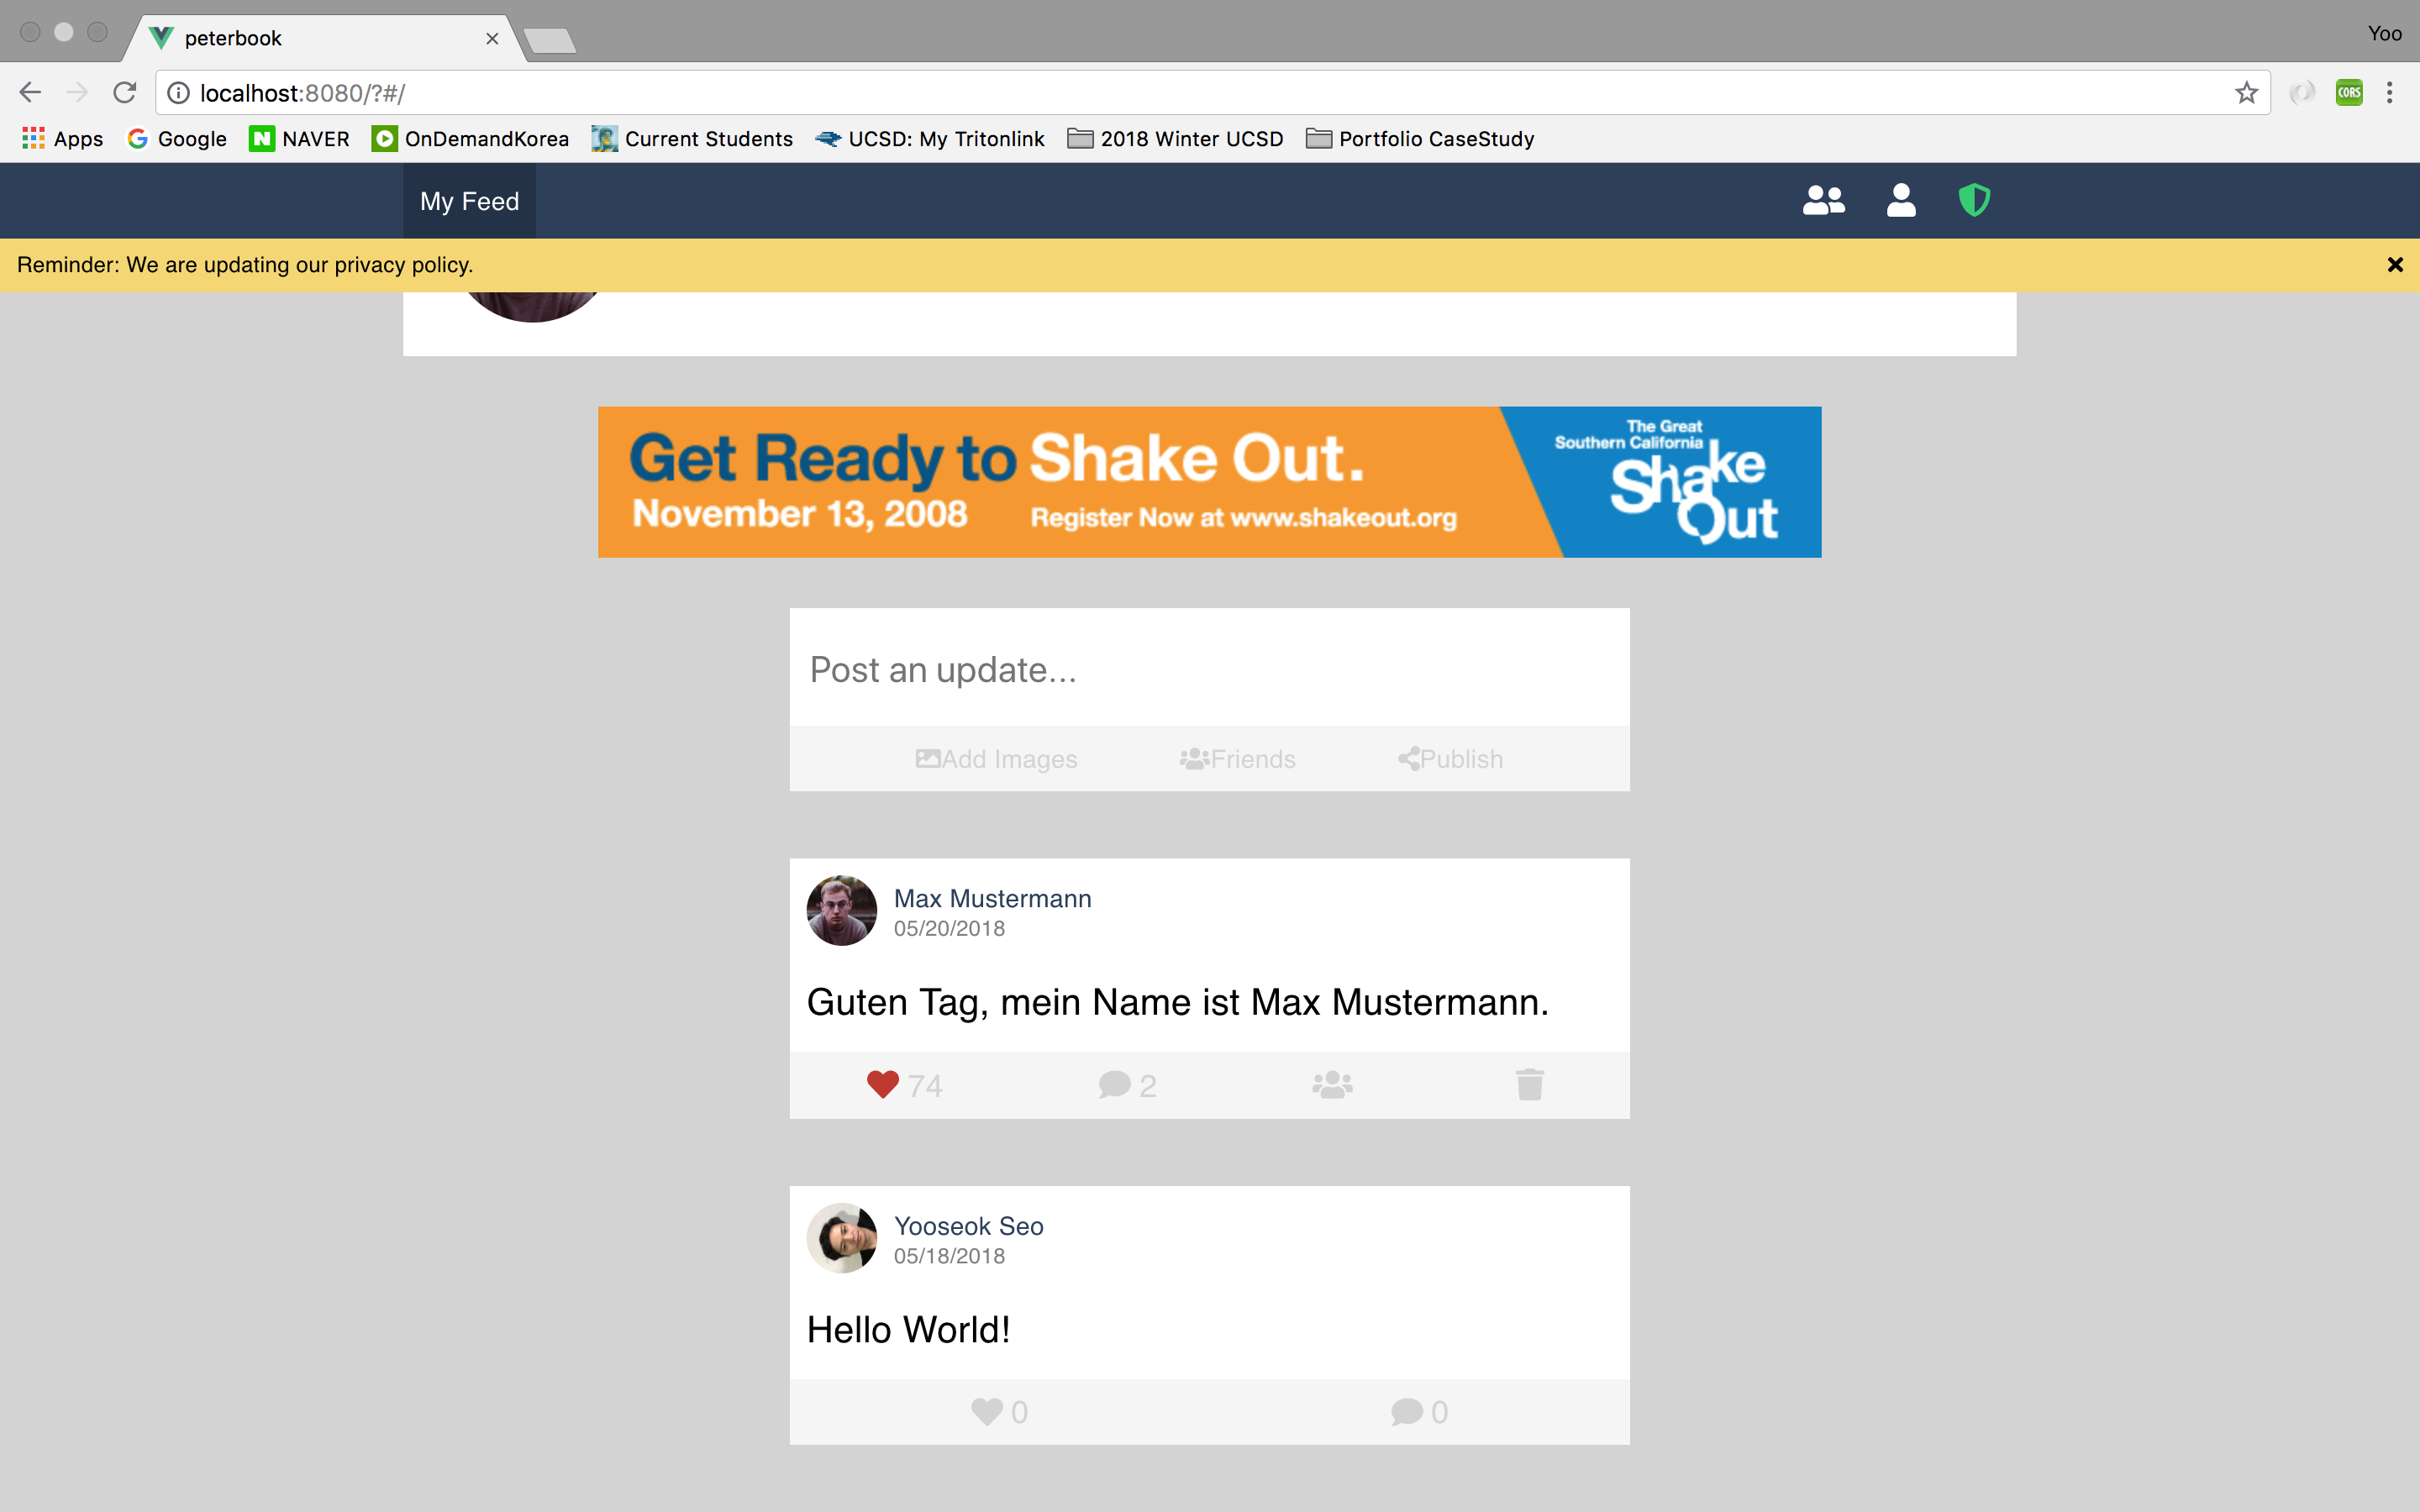 peterbook
Yoo
localhost:8080/?#/
CORS
Apps Google NAVER OnDemandKorea Current Students UCSD: My Tritonlink 2018 Winter UCSD Portfolio CaseStudy
My Feed
Reminder: We are updating our privacy policy.
Get Ready to Shake Out.
November 13, 2008 Register Now at www.shakeout.org
The Great
Southern California
Shake
Out
Post an update...
Add Images Friends Publish
Max Mustermann
05/20/2018
Guten Tag, mein Name ist Max Mustermann.
74 2
Yooseok Seo
05/18/2018
Hello World!
0 0